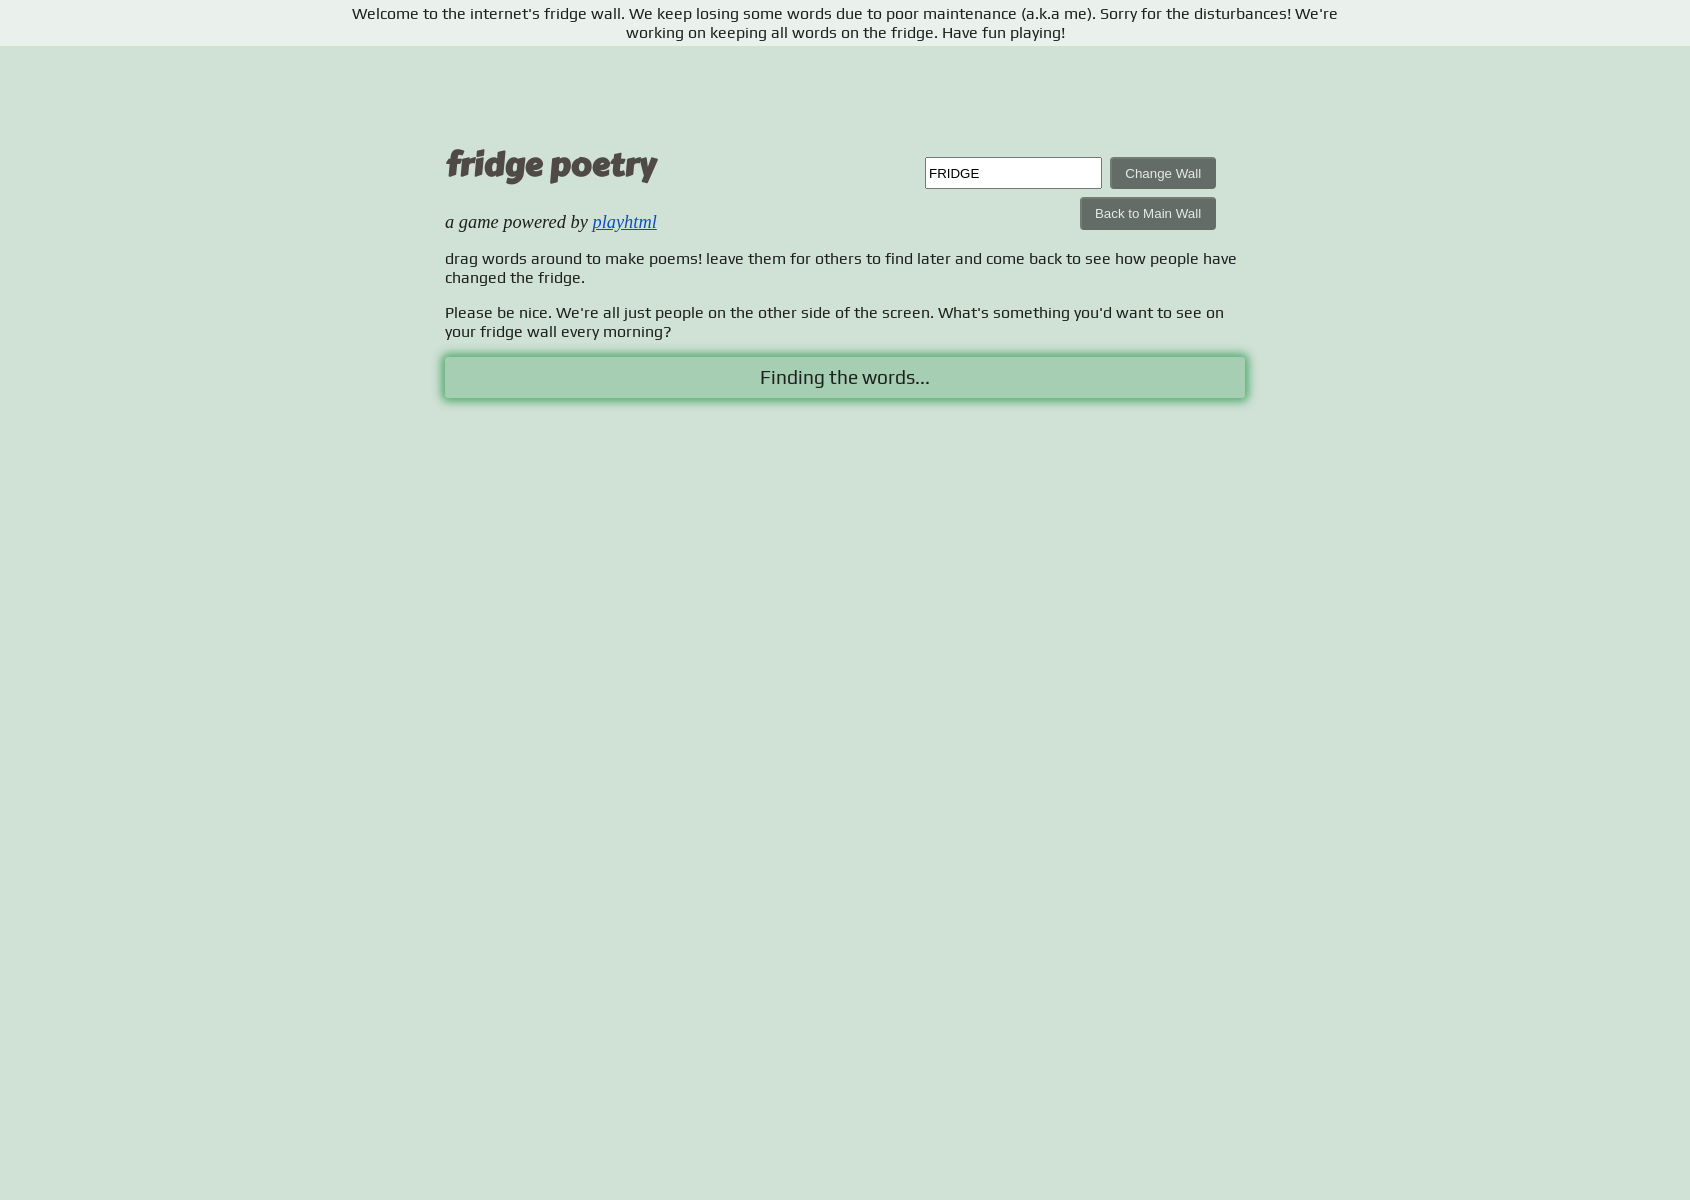 Welcome to the internet's fridge wall. We keep losing some words due to poor maintenance (a.k.a me). Sorry for the disturbances! We're
working on keeping all words on the fridge. Have fun playing!
fridge poetry
FRIDGE
Change Wall
Back to Main Wall
a game powered by playhtml
drag words around to make poems! leave them for others to find later and come back to see how people have
changed the fridge.
Please be nice. We're all just people on the other side of the screen. What's something you'd want to see on
your fridge wall every morning?
Finding the words...